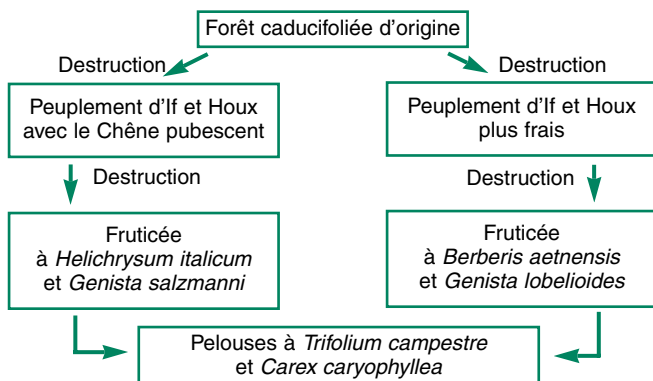 Forêt caducifoliée d'origine
Destruction
Destruction
Peuplement d'If et Houx
avec le Chêne pubescent
Peuplement d'If et Houx
plus frais
Destruction
Destruction
Fruticée
à Helichrysum italicum
et Genista salzmanni
Fruticée
à Berberis aetnensis
et Genista lobelioides
Pelouses à Trifolium campestre
et Carex caryophyllea